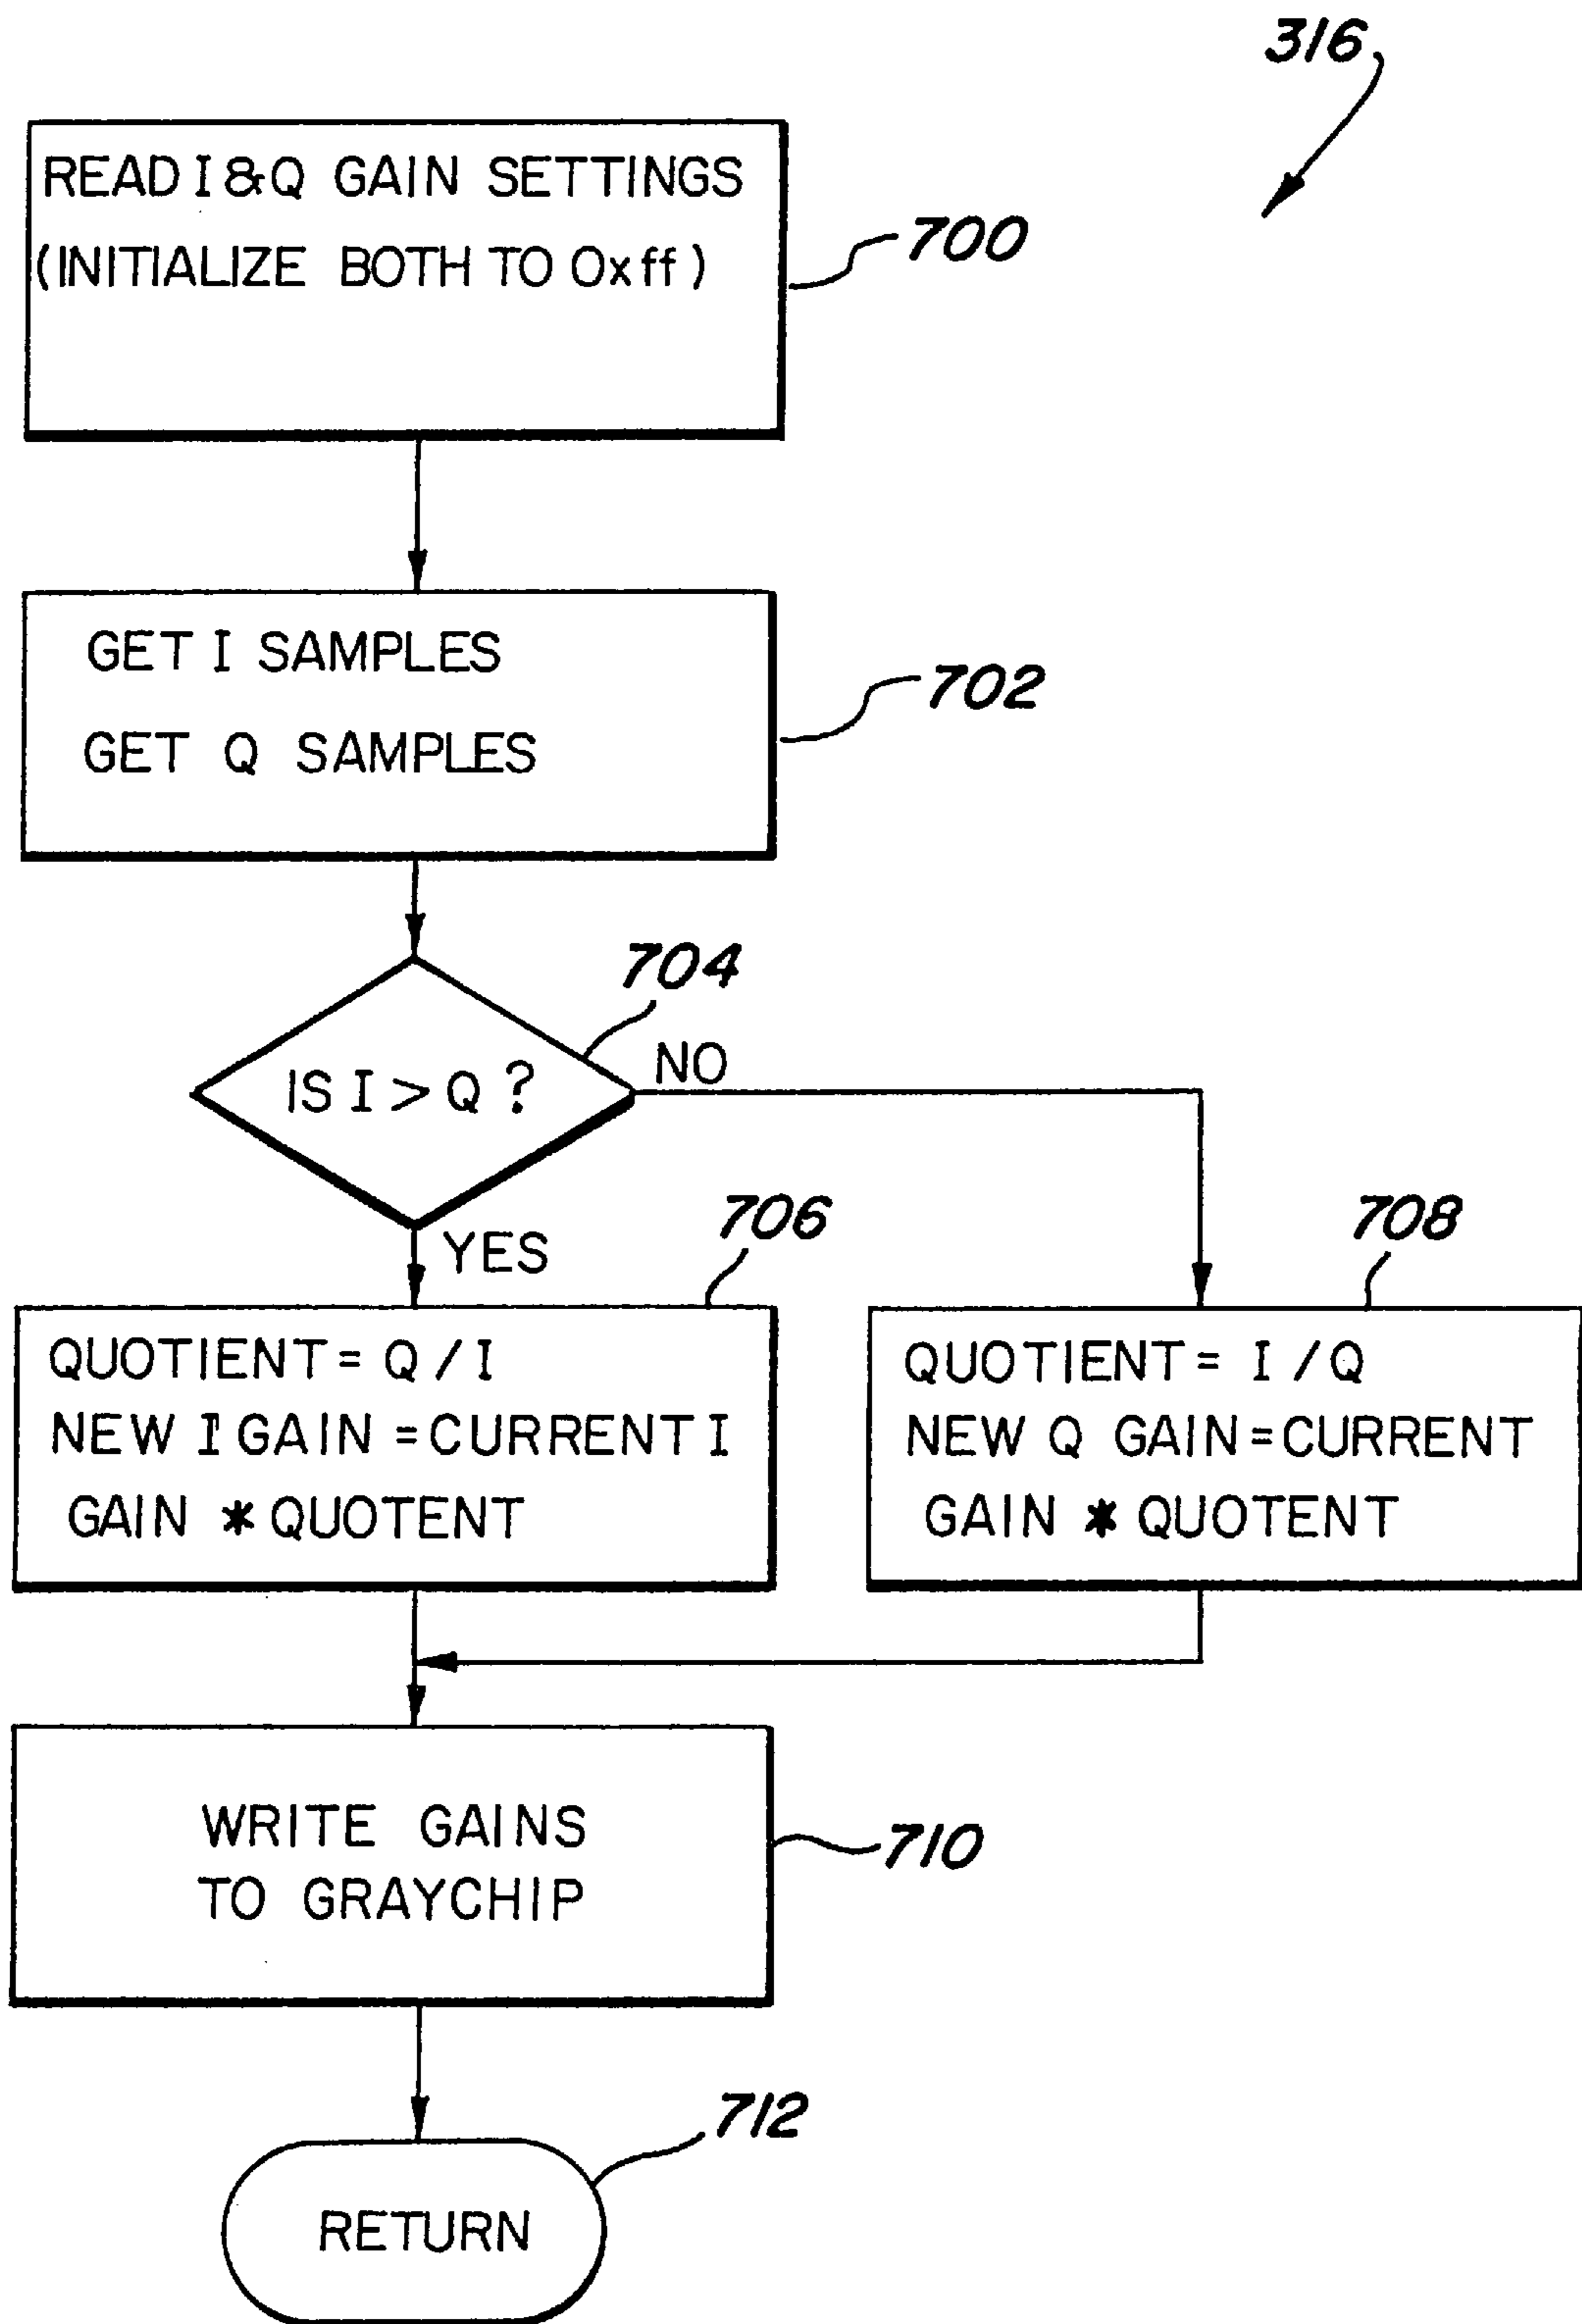 316
READ I & Q GAIN SETTINGS
(INITIALIZE BOTH TO 0xff)
700
GET I SAMPLES
GET Q SAMPLES
702
704
IS I > Q ?
NO
YES
706
QUOTIENT = Q / I
NEW I GAIN = CURRENT I
GAIN * QUOTENT
708
QUOTIENT = I / Q
NEW Q GAIN = CURRENT
GAIN * QUOTENT
WRITE GAINS
TO GRAYCHIP
710
712
RETURN